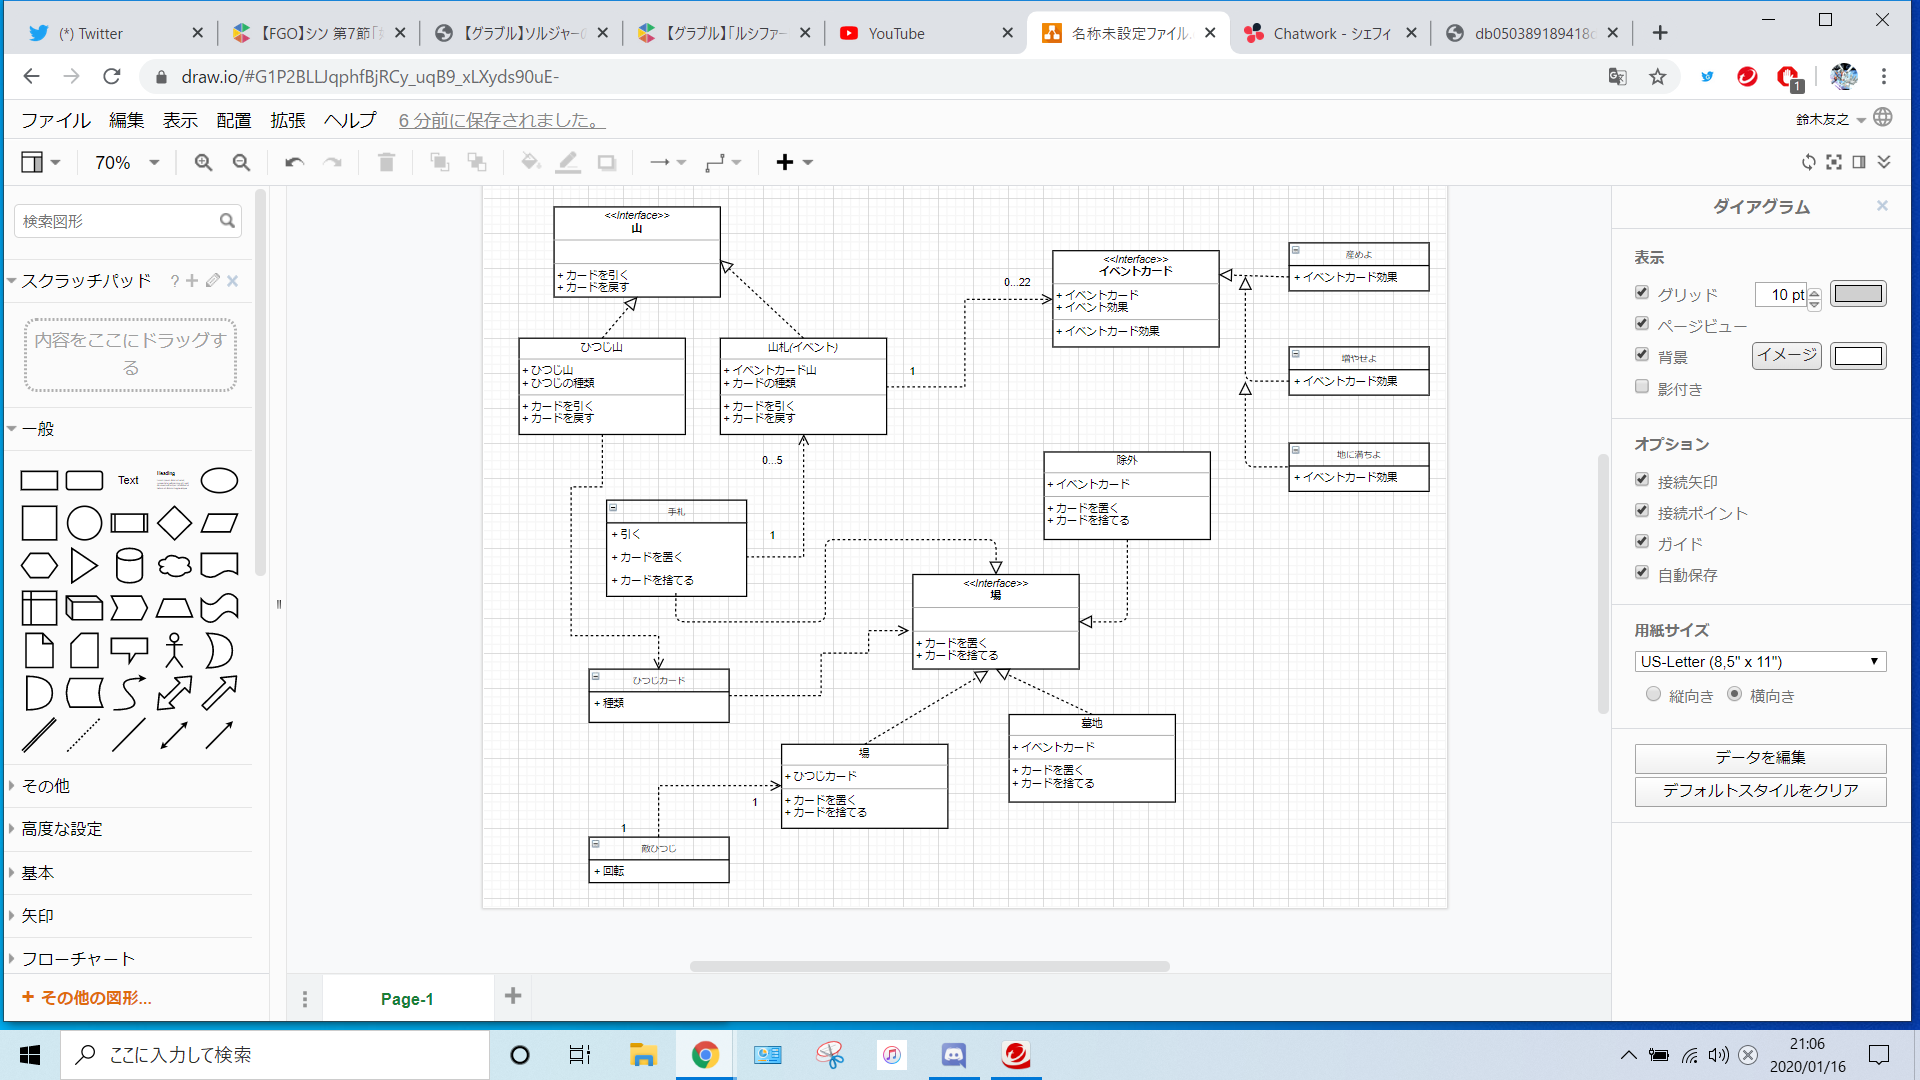 (*) Twitter
【FGO】シン 第7節「
【グラブル】ソルジャーの
【グラブル】「ルシファー
YouTube
名称未設定ファイル.
Chatwork - シェフィ
db050389189418d
draw.io/#G1P2BLLJqphfBjRCy_uqB9_xLXyds90uE-
1
ファイル 編集 表示 配置 拡張 ヘルプ 6 分前に保存されました。
鈴木友之
70%
検索図形
スクラッチパッド
?
内容をここにドラッグする
一般
Text
Heading
その他
高度な設定
基本
矢印
フローチャート
+ その他の図形...
<<Interface>>
山
+ カードを引く
+ カードを戻す
ひつじ山
+ ひつじ山
+ ひつじの種類
+ カードを引く
+ カードを戻す
山札(イベント)
+ イベントカード山
+ カードの種類
+ カードを引く
+ カードを戻す
1
0...22
<<Interface>>
イベントカード
+ イベントカード
+ イベント効果
+ イベントカード効果
産めよ
+ イベントカード効果
増やせよ
+ イベントカード効果
地に満ちよ
+ イベントカード効果
0...5
1
手札
+ 引く
+ カードを置く
+ カードを捨てる
除外
+ イベントカード
+ カードを置く
+ カードを捨てる
<<Interface>>
場
+ カードを置く
+ カードを捨てる
ひつじカード
+ 種類
場
+ ひつじカード
+ カードを置く
+ カードを捨てる
墓地
+ イベントカード
+ カードを置く
+ カードを捨てる
1
1
敵ひつじ
+ 回転
Page-1
ダイアグラム
表示
グリッド
10 pt
ページビュー
背景
イメージ
影付き
オプション
接続矢印
接続ポイント
ガイド
自動保存
用紙サイズ
US-Letter (8,5" x 11")
縦向き 横向き
データを編集
デフォルトスタイルをクリア
ここに入力して検索
21:06
2020/01/16